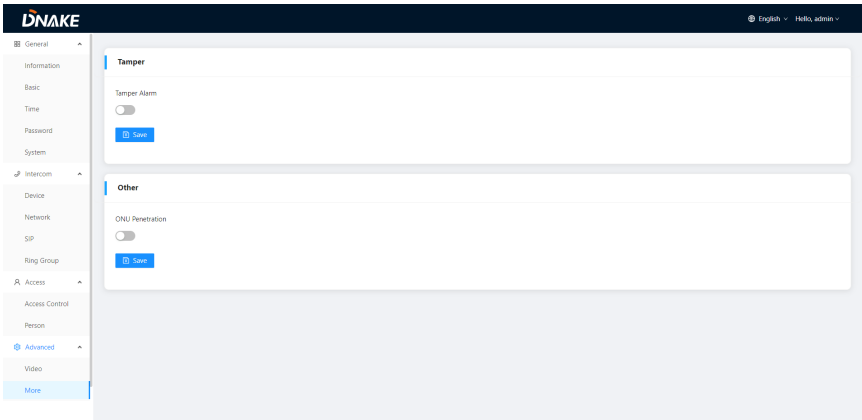 DNAKE
English
Hello, admin
General
Information
Basic
Time
Password
System
Intercom
Device
Network
SIP
Ring Group
Access
Access Control
Person
Advanced
Video
More
Tamper
Tamper Alarm
Save
Other
ONU Penetration
Save